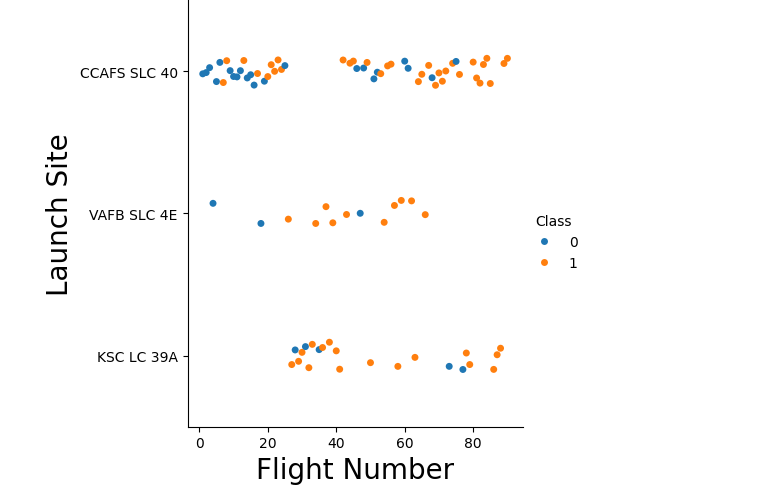 CCAFS SLC 40
VAFB SLC 4E
KSC LC 39A
Launch Site
0 20 40 60 80
Flight Number
Class
0
1